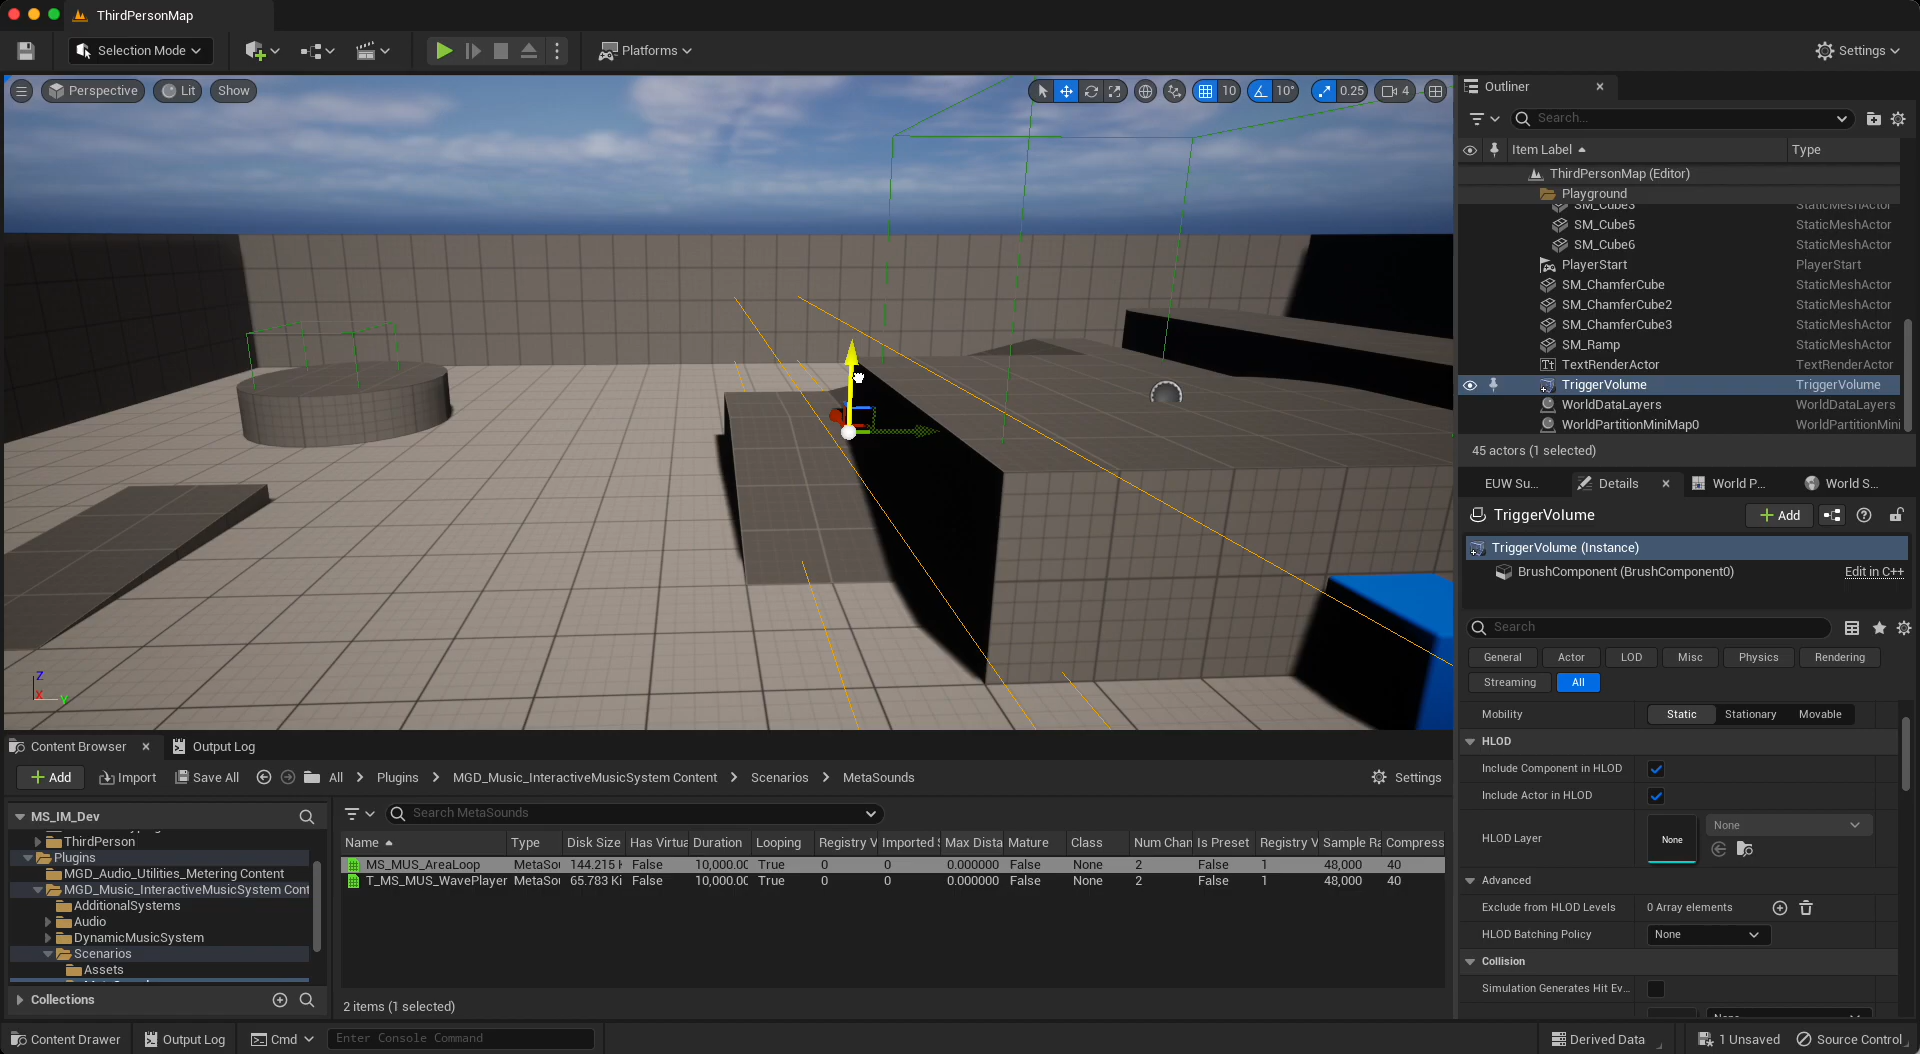 ThirdPersonMap
Selection Mode
Platforms
Settings
Perspective
Lit
Show
10
10°
0.25
4
Outliner
Search...
Item Label
Type
ThirdPersonMap (Editor)
Playground
SM_Cube3 StaticMeshActor
SM_Cube5 StaticMeshActor
SM_Cube6 StaticMeshActor
PlayerStart PlayerStart
SM_ChamferCube StaticMeshActor
SM_ChamferCube2 StaticMeshActor
SM_ChamferCube3 StaticMeshActor
SM_Ramp StaticMeshActor
TextRenderActor TextRenderActor
TriggerVolume TriggerVolume
WorldDataLayers WorldDataLayers
WorldPartitionMiniMap0 WorldPartitionMini
45 actors (1 selected)
EUW Su... Details World P... World S...
TriggerVolume
Add
TriggerVolume (Instance)
BrushComponent (BrushComponent0) Edit in C++
Search
General Actor LOD Misc Physics Rendering
Streaming All
Mobility Static Stationary Movable
HLOD
Include Component in HLOD
Include Actor in HLOD
HLOD Layer None None
Advanced
Exclude from HLOD Levels 0 Array elements
HLOD Batching Policy None
Collision
Simulation Generates Hit Ev...
Z
X
Y
Content Browser Output Log
Add Import Save All All Plugins MGD_Music_InteractiveMusicSystem Content Scenarios MetaSounds Settings
MS_IM_Dev
ThirdPerson
Plugins
MGD_Audio_Utilities_Metering Content
MGD_Music_InteractiveMusicSystem Cont
AdditionalSystems
Audio
DynamicMusicSystem
Scenarios
Assets
Collections
Search MetaSounds
Name Type Disk Size Has Virtua Duration Looping Registry V Imported S Max Dista Mature Class Num Chan Is Preset Registry V Sample Ra Compress
MS_MUS_AreaLoop MetaSou 144.215 K False 10,000.00 True 0 0 0.000000 False None 2 False 1 48,000 40
T_MS_MUS_WavePlayer MetaSou 65.783 Ki False 10,000.00 True 0 0 0.000000 False None 2 False 1 48,000 40
2 items (1 selected)
Content Drawer Output Log Cmd Enter Console Command Derived Data 1 Unsaved Source Control